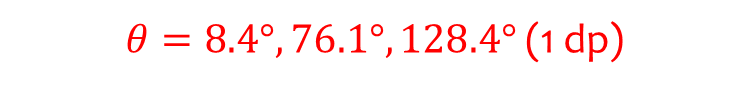 θ = 8.4°, 76.1°, 128.4° (1 dp)